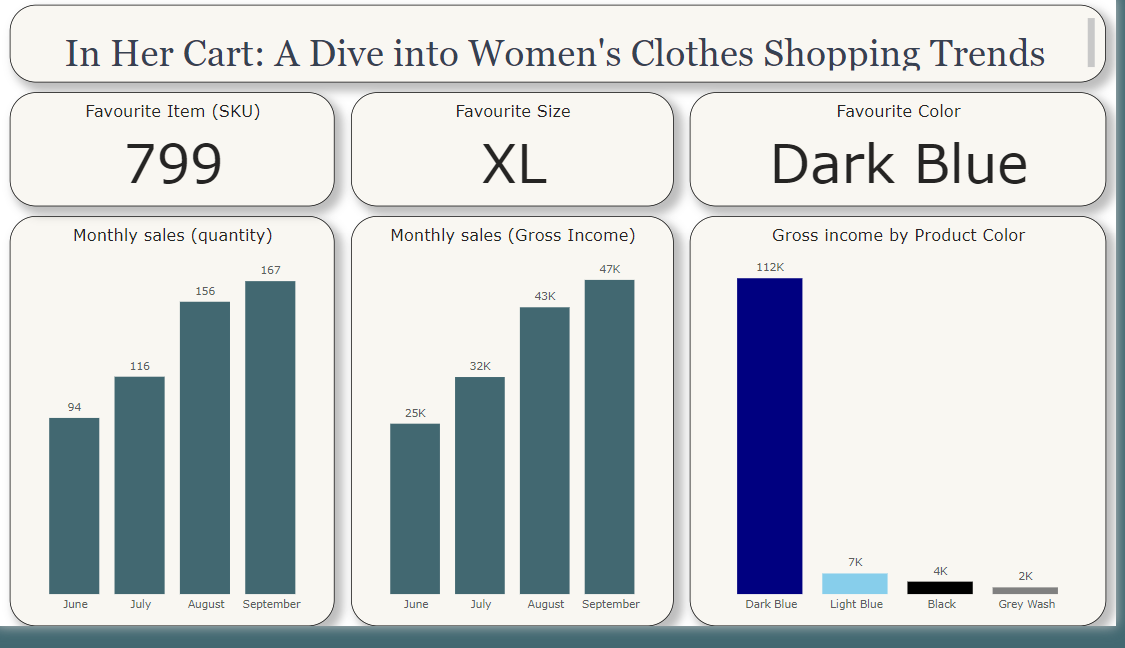 In Her Cart: A Dive into Women's Clothes Shopping Trends
Favourite Item (SKU)
799
Favourite Size
XL
Favourite Color
Dark Blue
Monthly sales (quantity)
94
116
156
167
June
July
August
September
Monthly sales (Gross Income)
25K
32K
43K
47K
June
July
August
September
Gross income by Product Color
112K
7K
4K
2K
Dark Blue
Light Blue
Black
Grey Wash